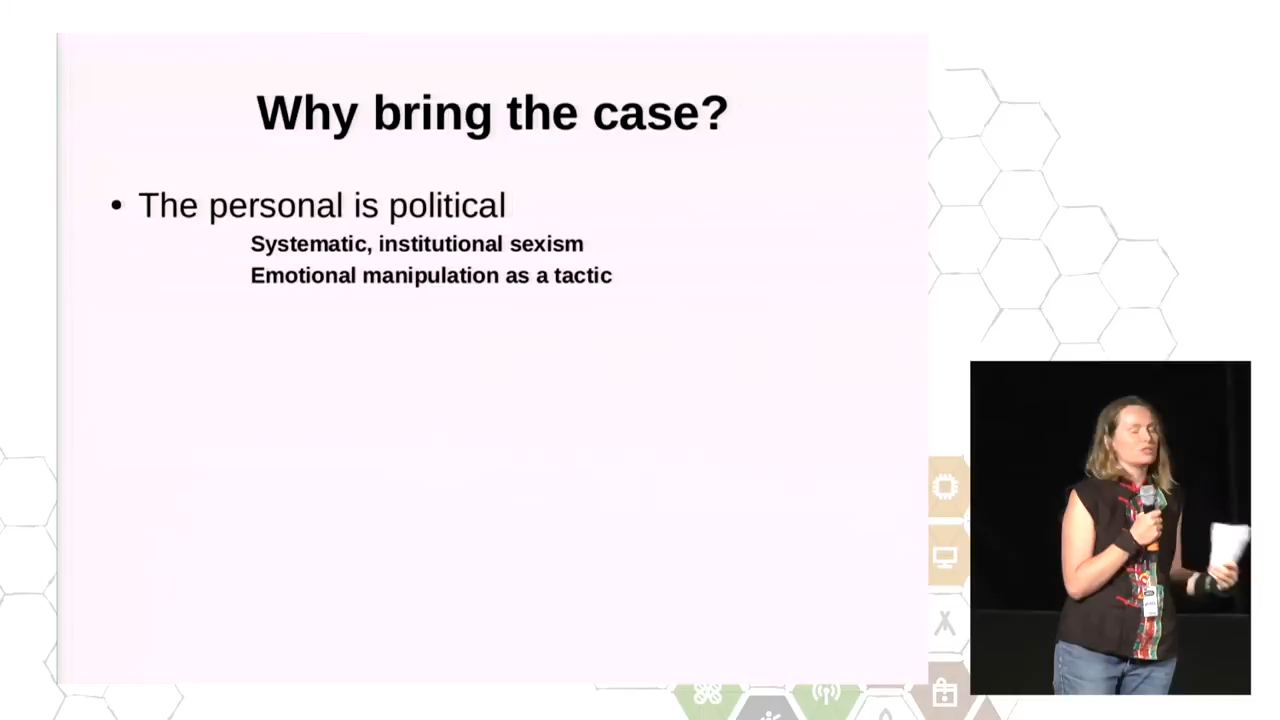 Why bring the case?
• The personal is political
Systematic, institutional sexism
Emotional manipulation as a tactic